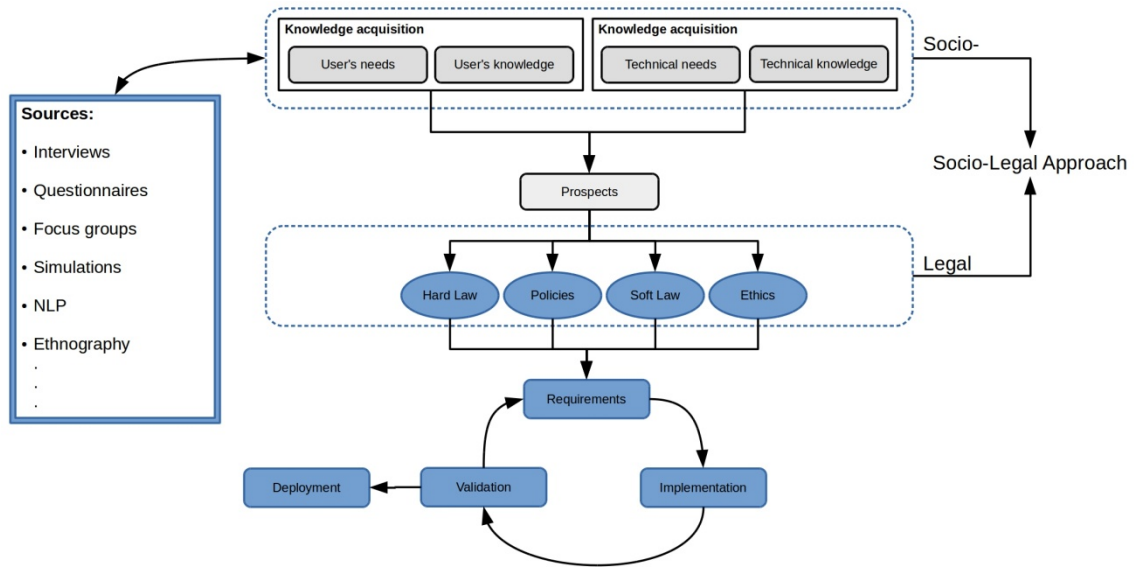 Knowledge acquisition
User's needs
User's knowledge
Knowledge acquisition
Technical needs
Technical knowledge
Socio-
Sources:
• Interviews
• Questionnaires
• Focus groups
• Simulations
• NLP
• Ethnography
.
.
.
Socio-Legal Approach
Prospects
Legal
Hard Law
Policies
Soft Law
Ethics
Requirements
Deployment
Validation
Implementation